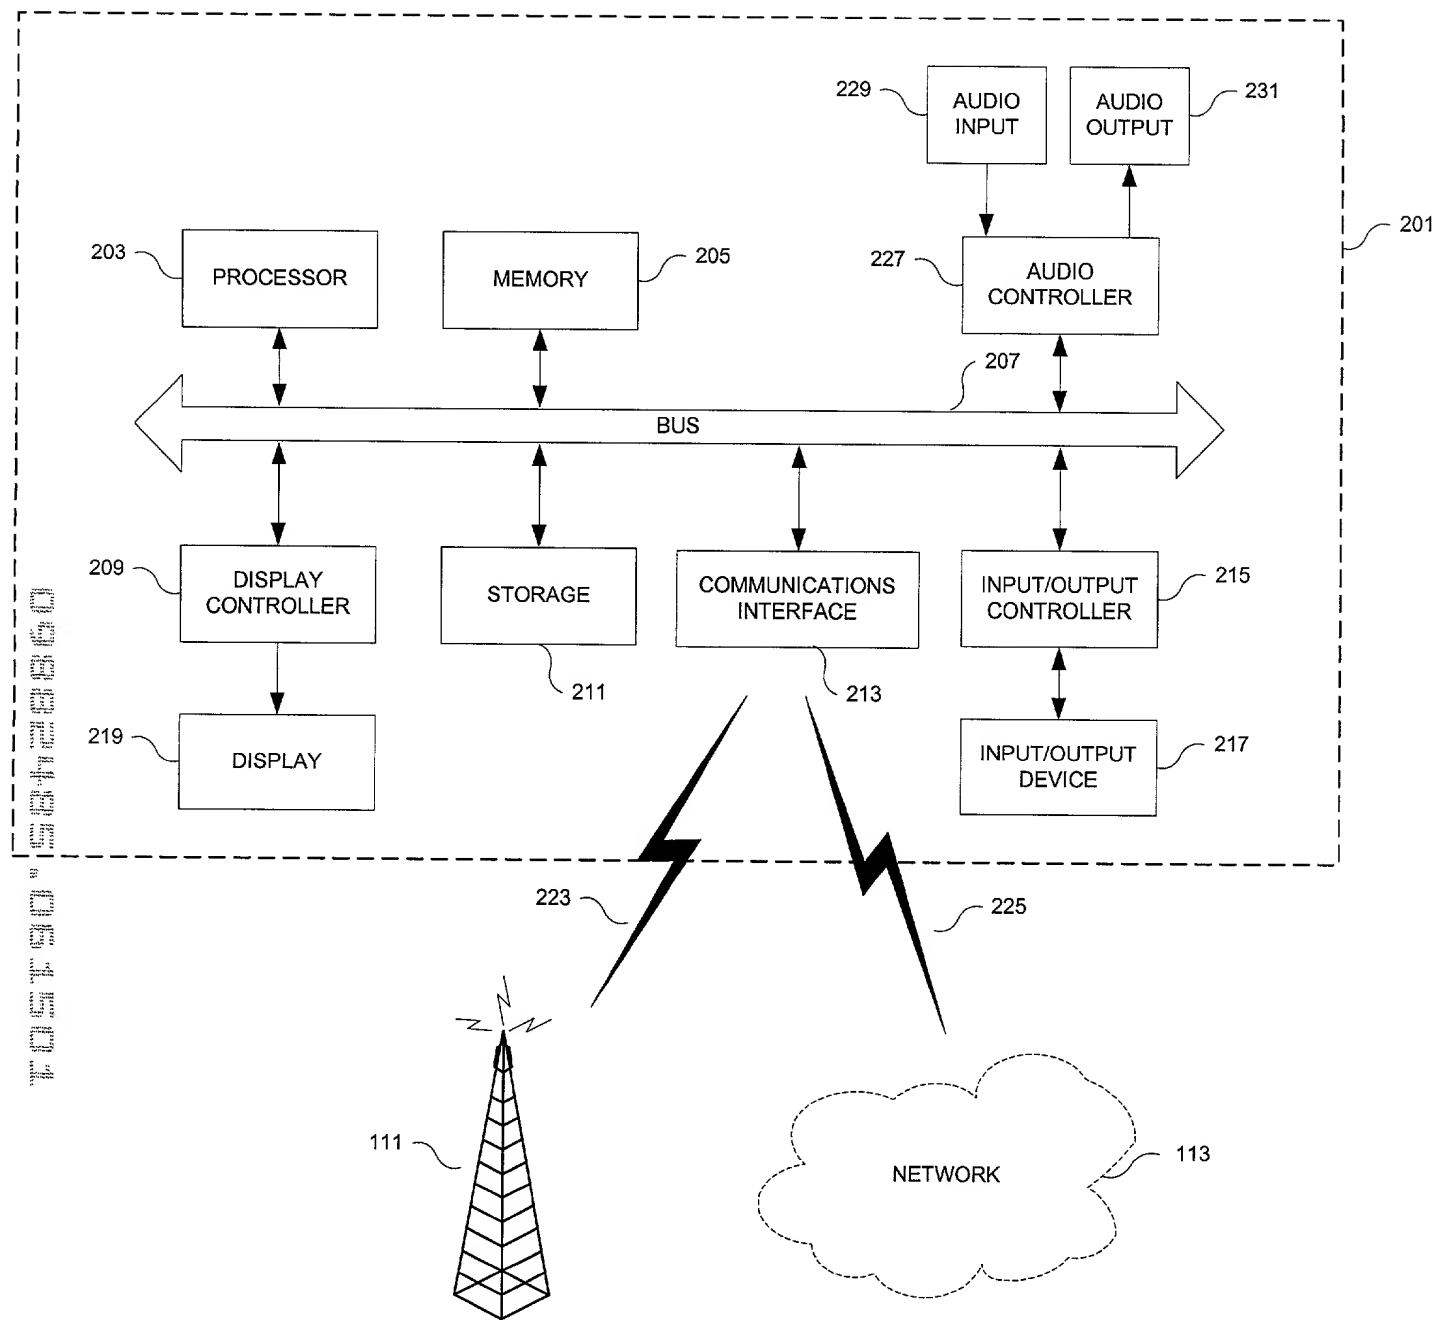 229
AUDIO
INPUT
AUDIO
OUTPUT
231
201
203
PROCESSOR
MEMORY
205
227
AUDIO
CONTROLLER
207
BUS
209
DISPLAY
CONTROLLER
STORAGE
211
COMMUNICATIONS
INTERFACE
213
INPUT/OUTPUT
CONTROLLER
215
219
DISPLAY
INPUT/OUTPUT
DEVICE
217
223
225
111
NETWORK
113